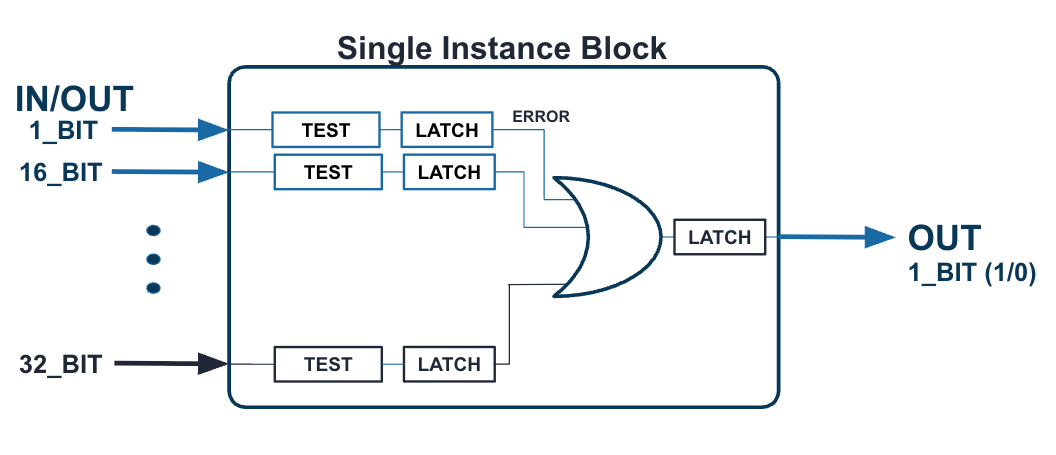 Single Instance Block
IN/OUT
1_BIT
TEST
LATCH
ERROR
16_BIT
TEST
LATCH
LATCH
OUT
1_BIT (1/0)
32_BIT
TEST
LATCH